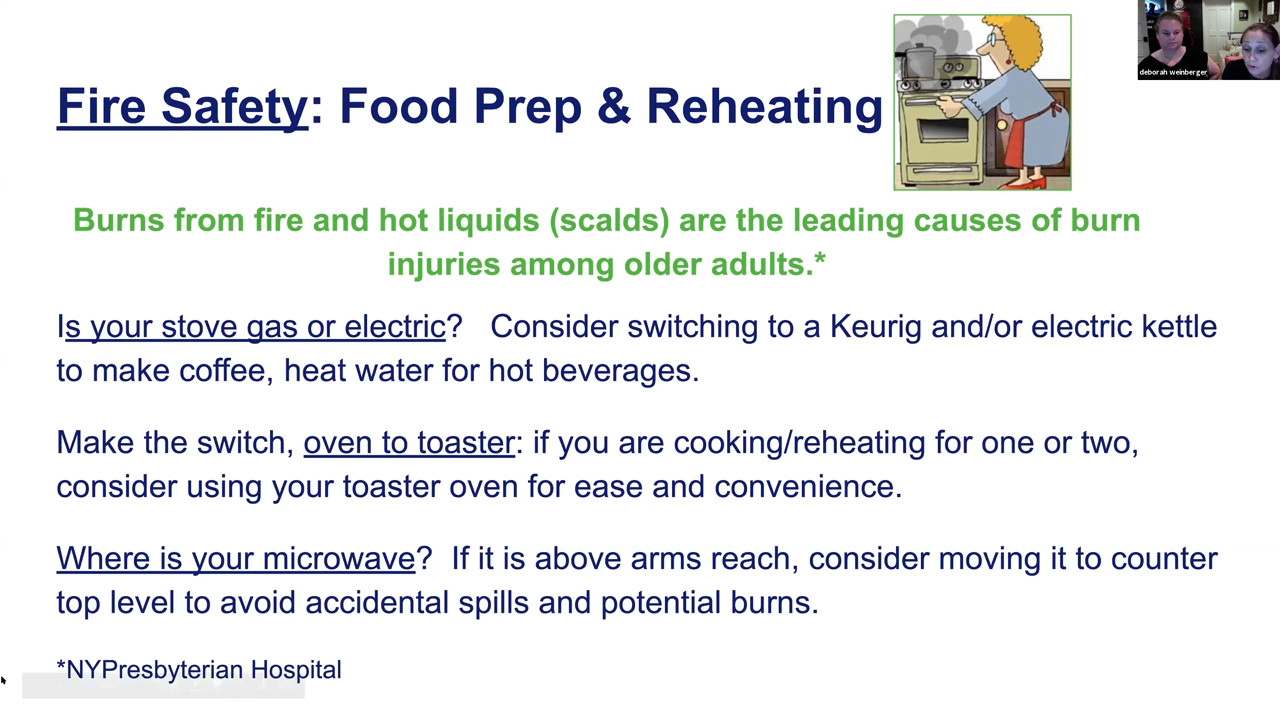 deborah weinberger
Fire Safety: Food Prep & Reheating
Burns from fire and hot liquids (scalds) are the leading causes of burn
injuries among older adults.*
Is your stove gas or electric? Consider switching to a Keurig and/or electric kettle
to make coffee, heat water for hot beverages.
Make the switch, oven to toaster: if you are cooking/reheating for one or two,
consider using your toaster oven for ease and convenience.
Where is your microwave? If it is above arms reach, consider moving it to counter
top level to avoid accidental spills and potential burns.
*NYPresbyterian Hospital